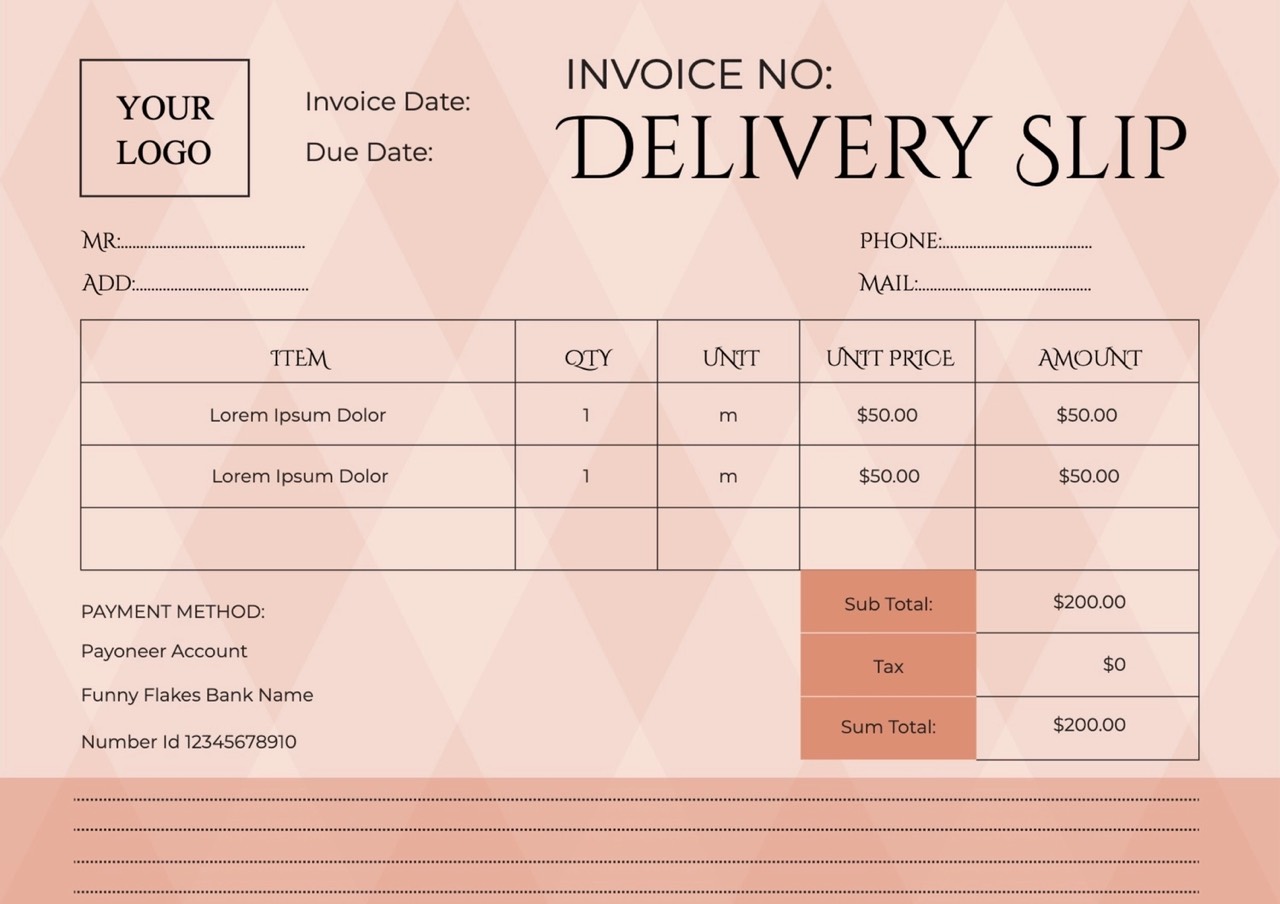 YOUR
LOGO
Invoice Date:
Due Date:
INVOICE NO:
DELIVERY SLIP
MR:
PHONE:
ADD:
MAIL:
ITEM QTY UNIT UNIT PRICE AMOUNT
Lorem Ipsum Dolor 1 m $50.00 $50.00
Lorem Ipsum Dolor 1 m $50.00 $50.00
Sub Total: $200.00
Tax $0
Sum Total: $200.00
PAYMENT METHOD:
Payoneer Account
Funny Flakes Bank Name
Number Id 12345678910